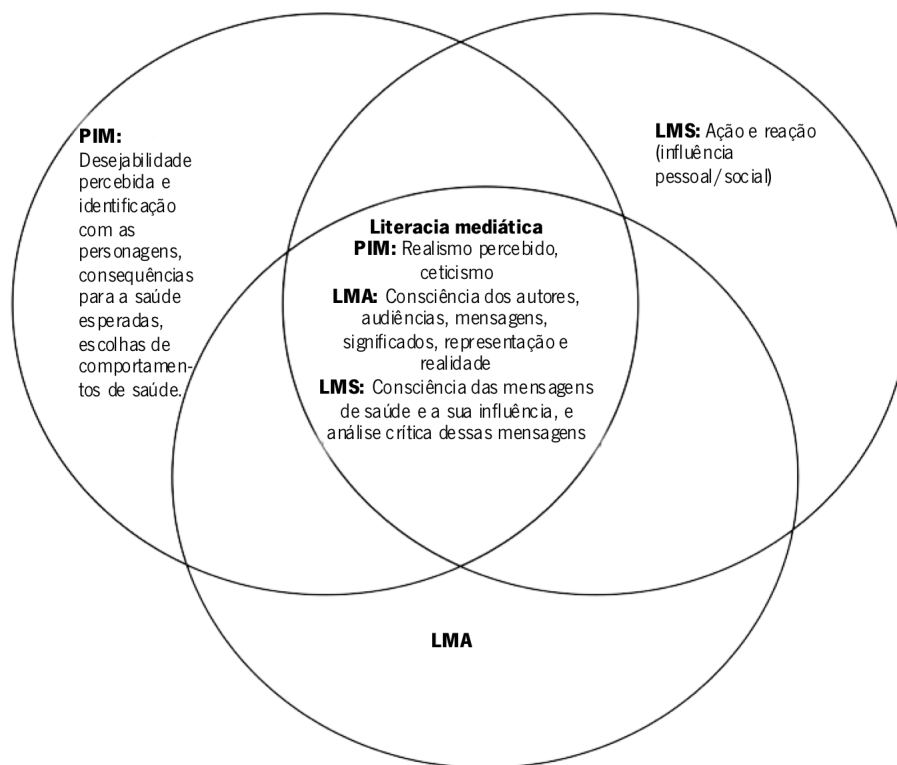 PIM:
Desejabilidade
percebida e
identificação
com as
personagens,
consequências
para a saúde
esperadas,
escolhas de
comportamen-
tos de saúde.
LMS: Ação e reação
(influência
pessoal/social)
Literacia mediática
PIM: Realismo percebido,
ceticismo
LMA: Consciência dos autores,
audiências, mensagens,
significados, representação e
realidade
LMS: Consciência das mensagens
de saúde e a sua influência, e
análise crítica dessas mensagens
LMA